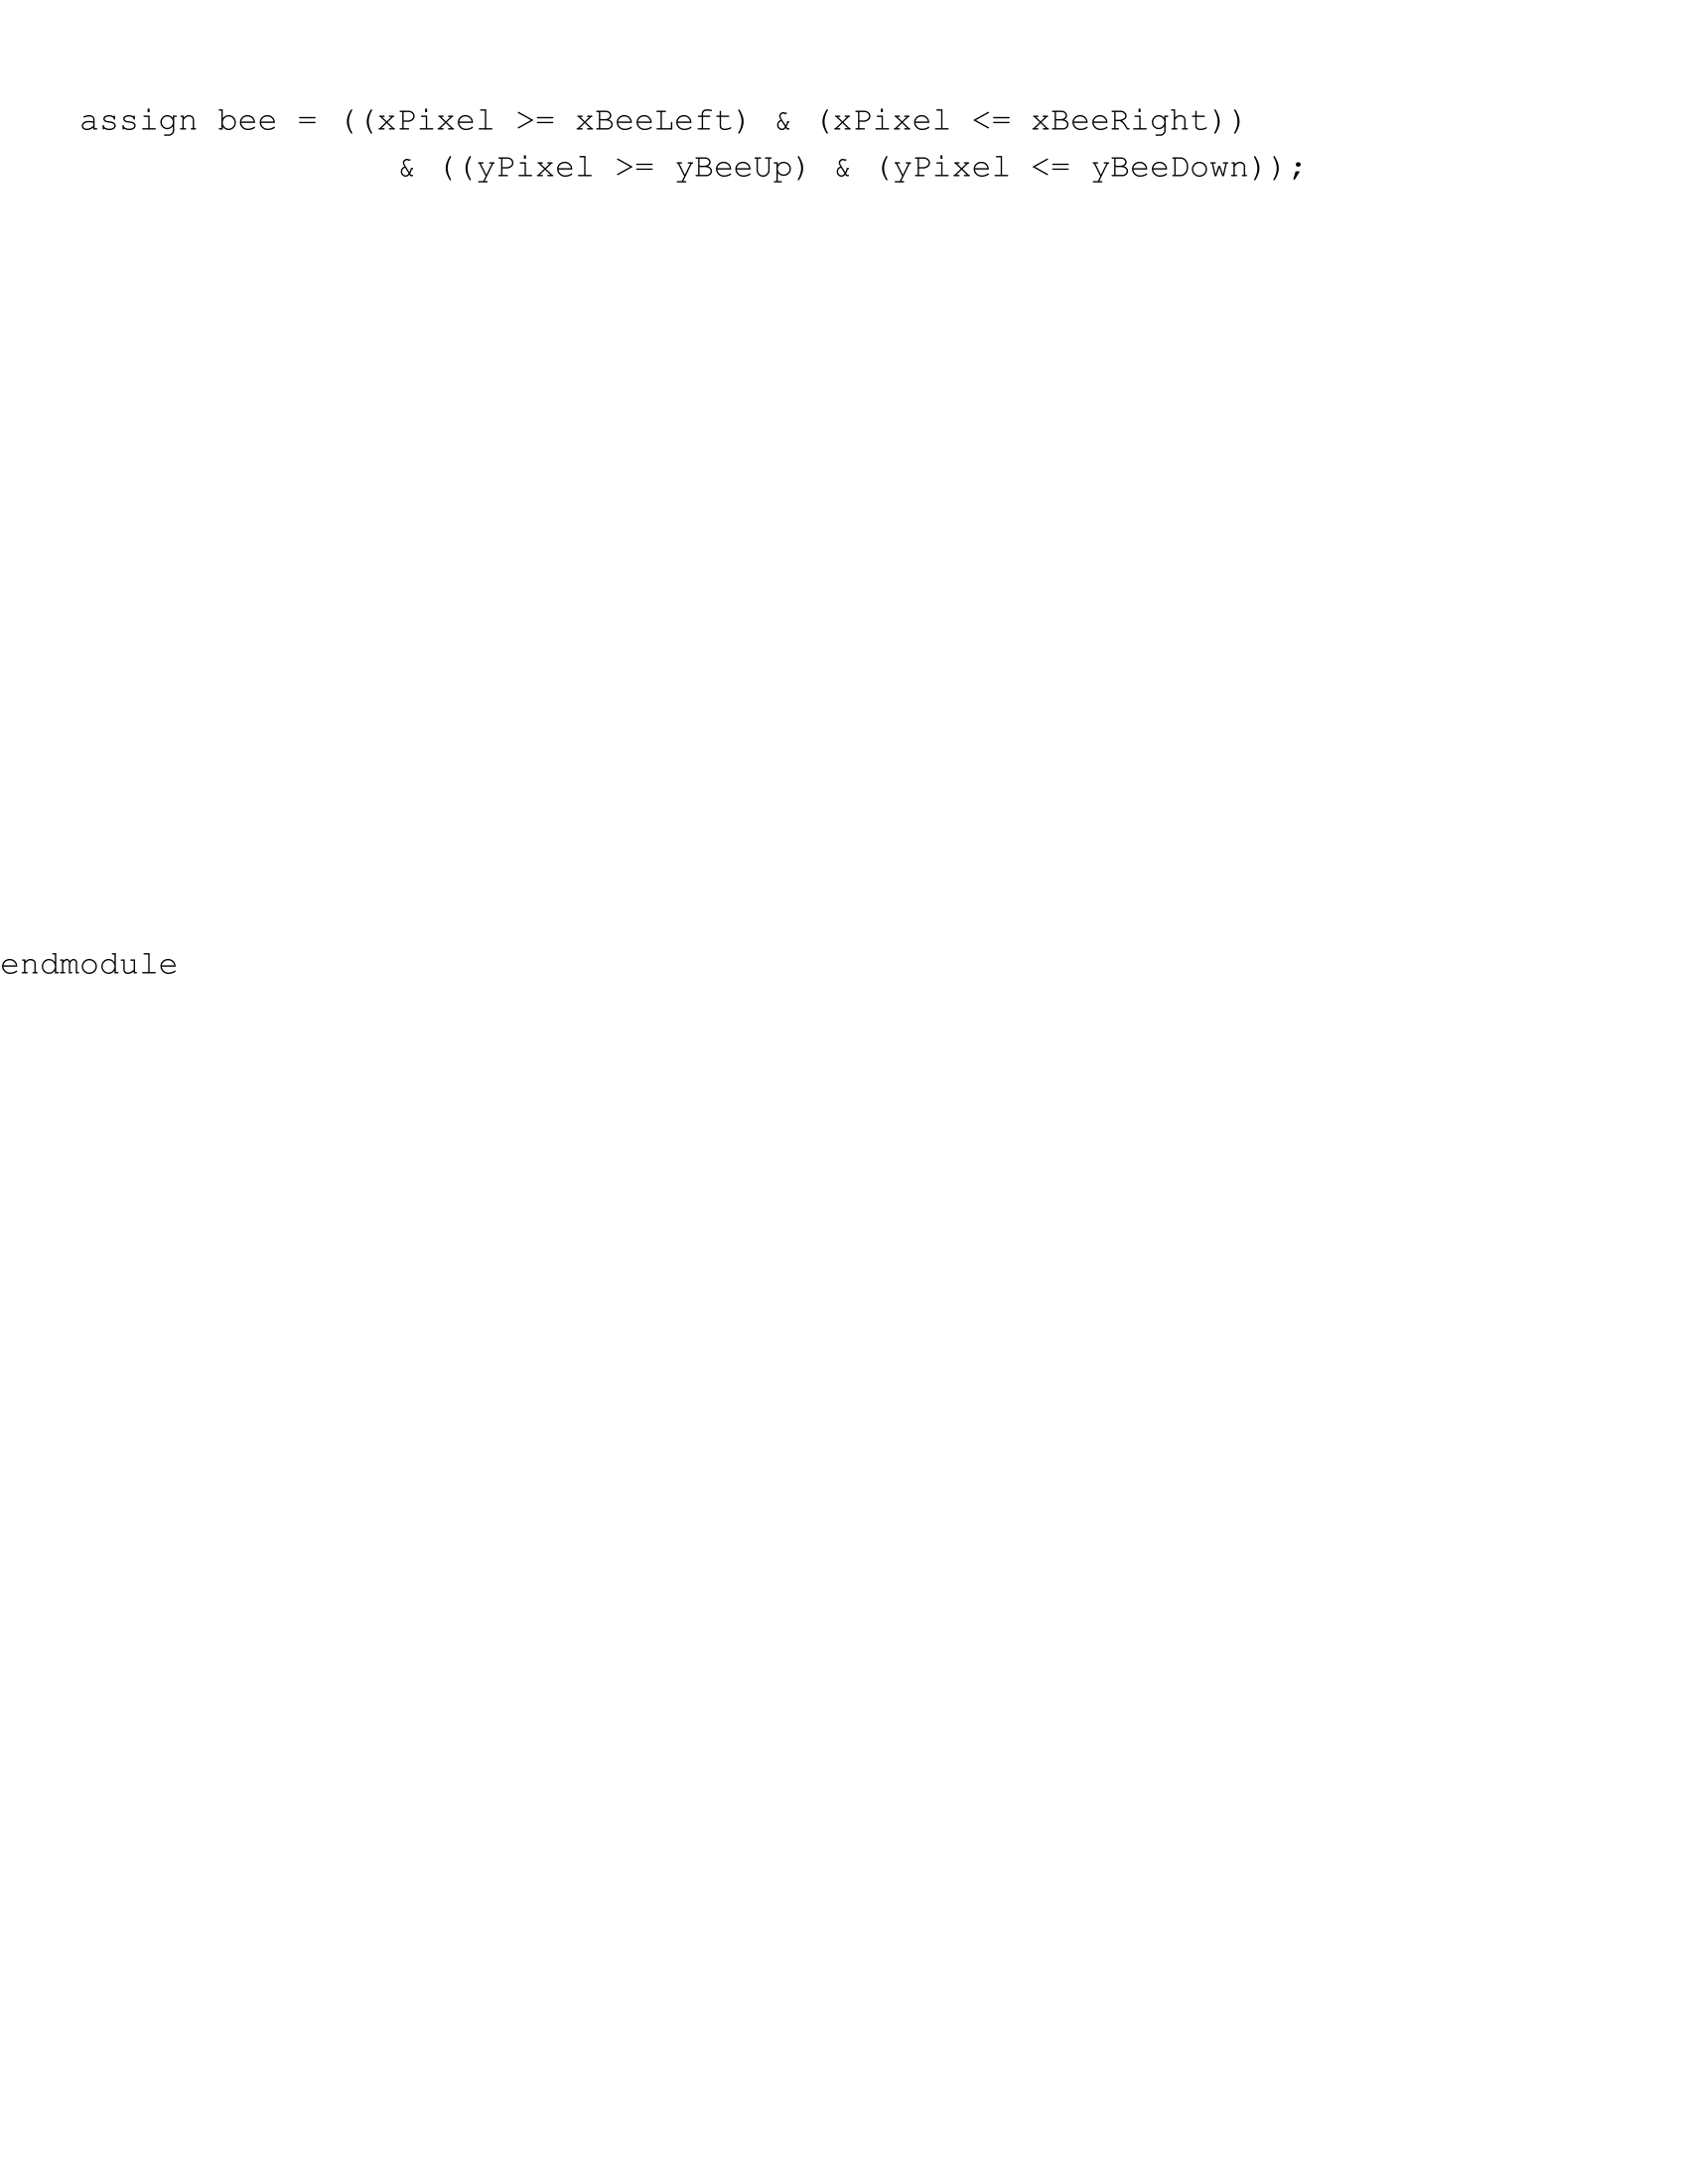 assign bee = ((xPixel >= xBeeLeft) & (xPixel <= xBeeRight))
& ((yPixel >= yBeeUp) & (yPixel <= yBeeDown));
endmodule